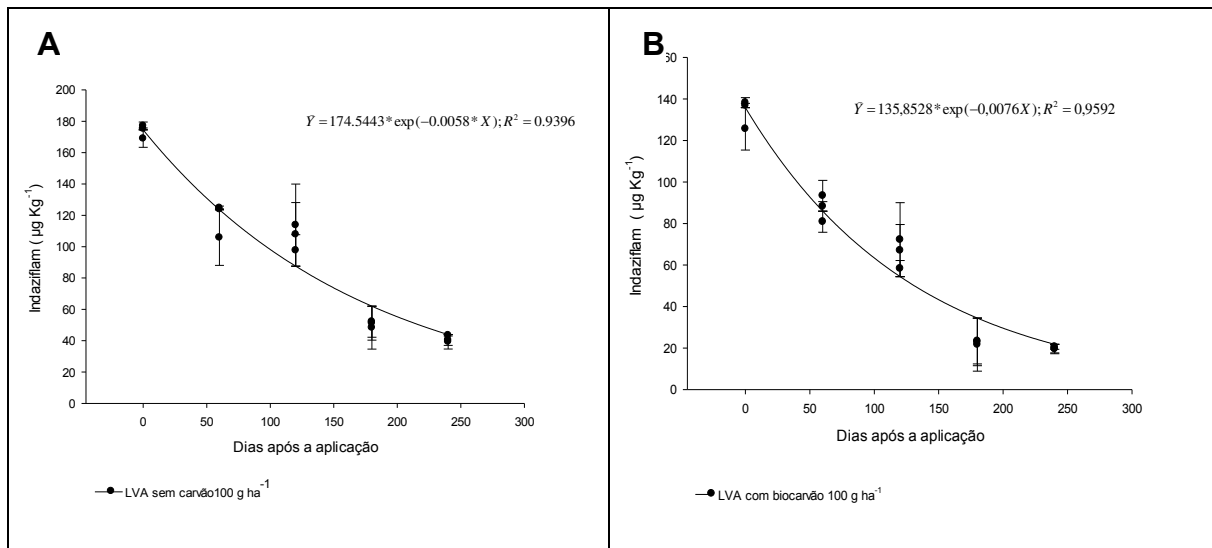 A
Ȳ = 174.5443*exp(−0.0058* X); R² = 0.9396
200
180
160
140
120
100
80
60
40
20
0
Indaziflam ( µg Kg⁻¹)
0 50 100 150 200 250 300
Dias após a aplicação
LVA sem carvão100 g ha⁻¹
B
Ȳ = 135,8528*exp(−0,0076X); R² = 0,9592
60
140
120
100
80
60
40
20
0
Indaziflam ( µg Kg⁻¹)
0 50 100 150 200 250 300
Dias após a aplicação
LVA com biocarvão 100 g ha⁻¹